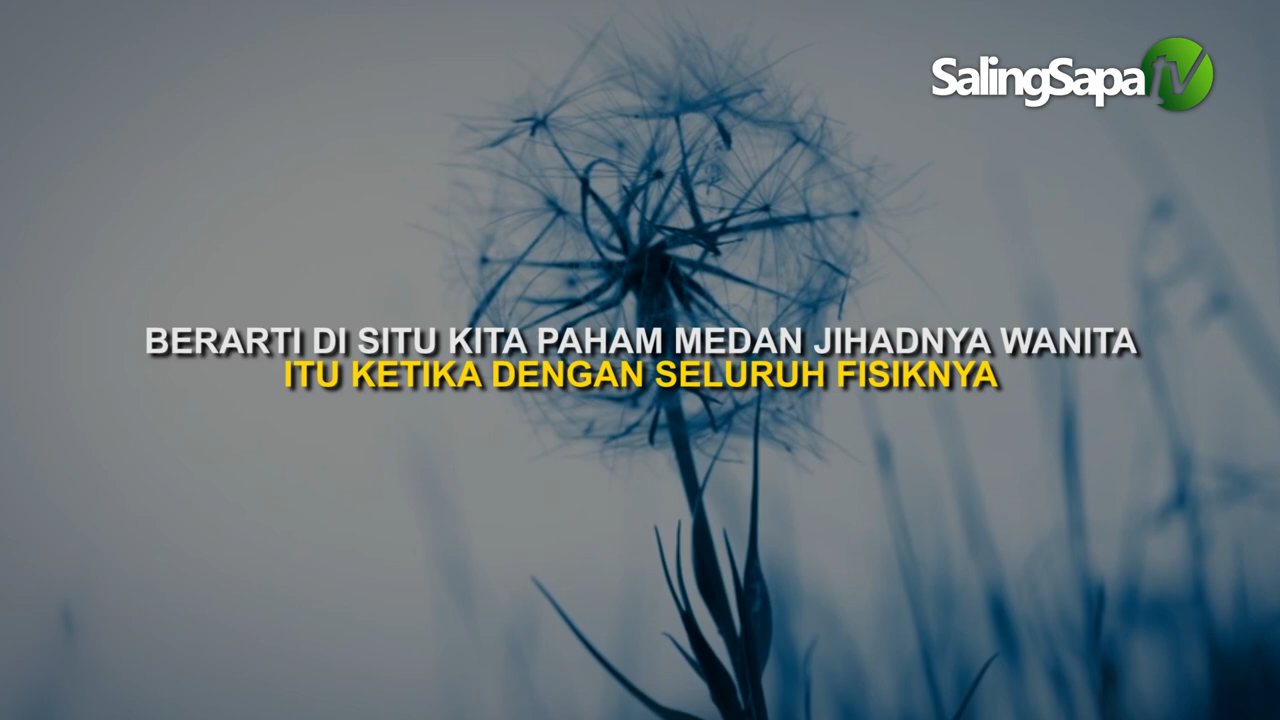 SalingSapa tv
BERARTI DI SITU KITA PAHAM MEDAN JIHADNYA WANITA
ITU KETIKA DENGAN SELURUH FISIKNYA